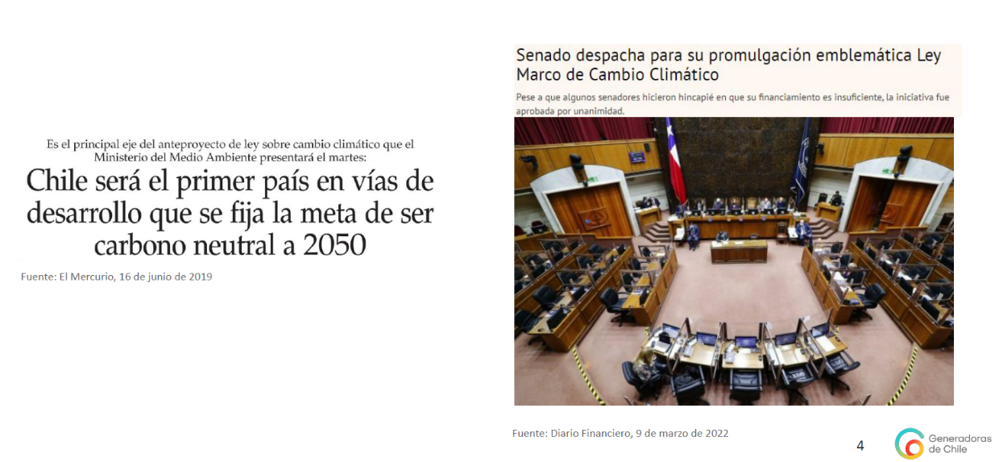 Es el principal eje del anteproyecto de ley sobre cambio climático que el
Ministerio del Medio Ambiente presentará el martes:
Chile será el primer país en vías de
desarrollo que se fija la meta de ser
carbono neutral a 2050
Fuente: El Mercurio, 16 de junio de 2019
Senado despacha para su promulgación emblemática Ley
Marco de Cambio Climático
Pese a que algunos senadores hicieron hincapié en que su financiamiento es insuficiente, la iniciativa fue
aprobada por unanimidad.
Fuente: Diario Financiero, 9 de marzo de 2022
4
Generadoras
de Chile